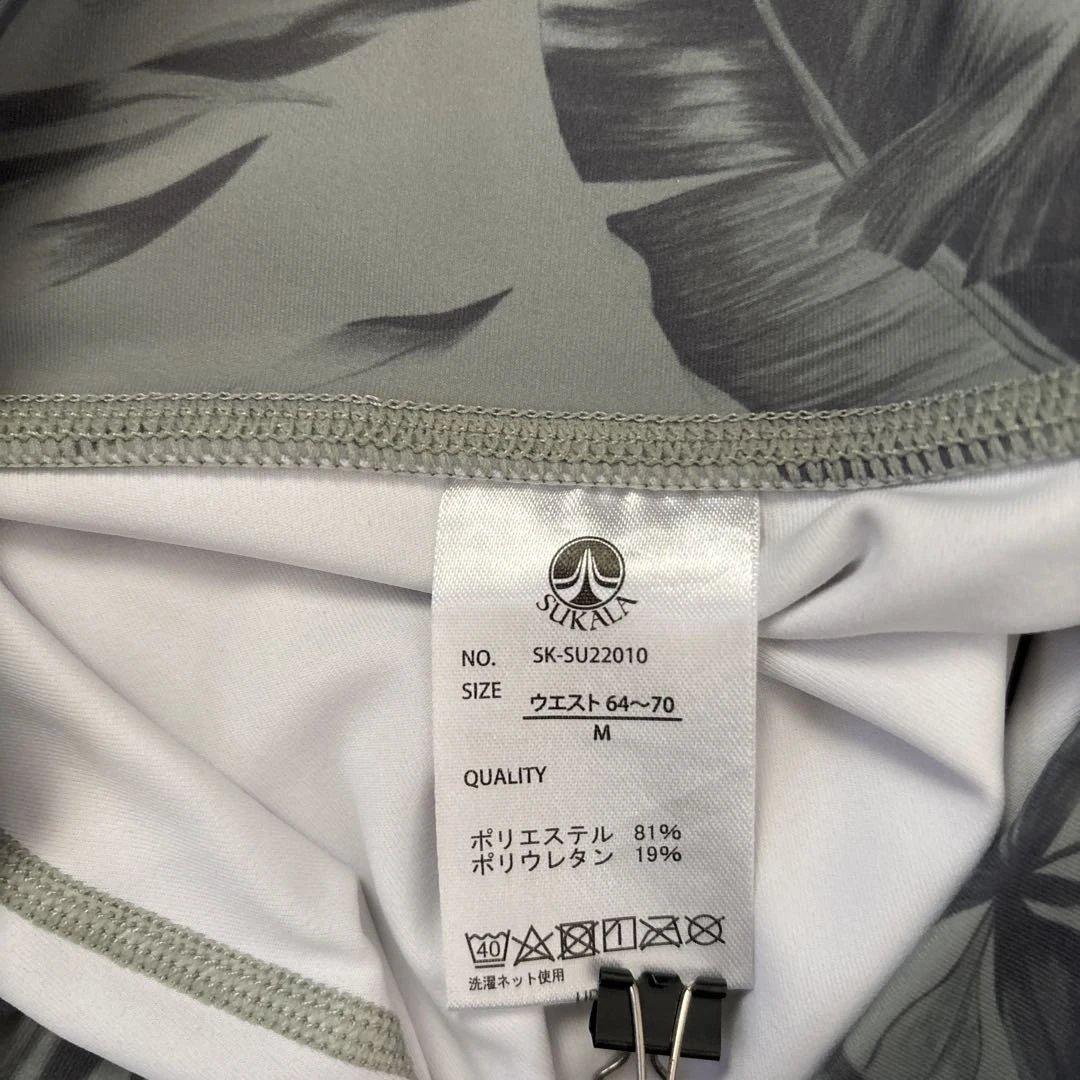 SUKALA
NO. SK-SU22010
SIZE ウエスト 64～70
M
QUALITY
ポリエステル 81%
ポリウレタン 19%
40
洗濯ネット使用